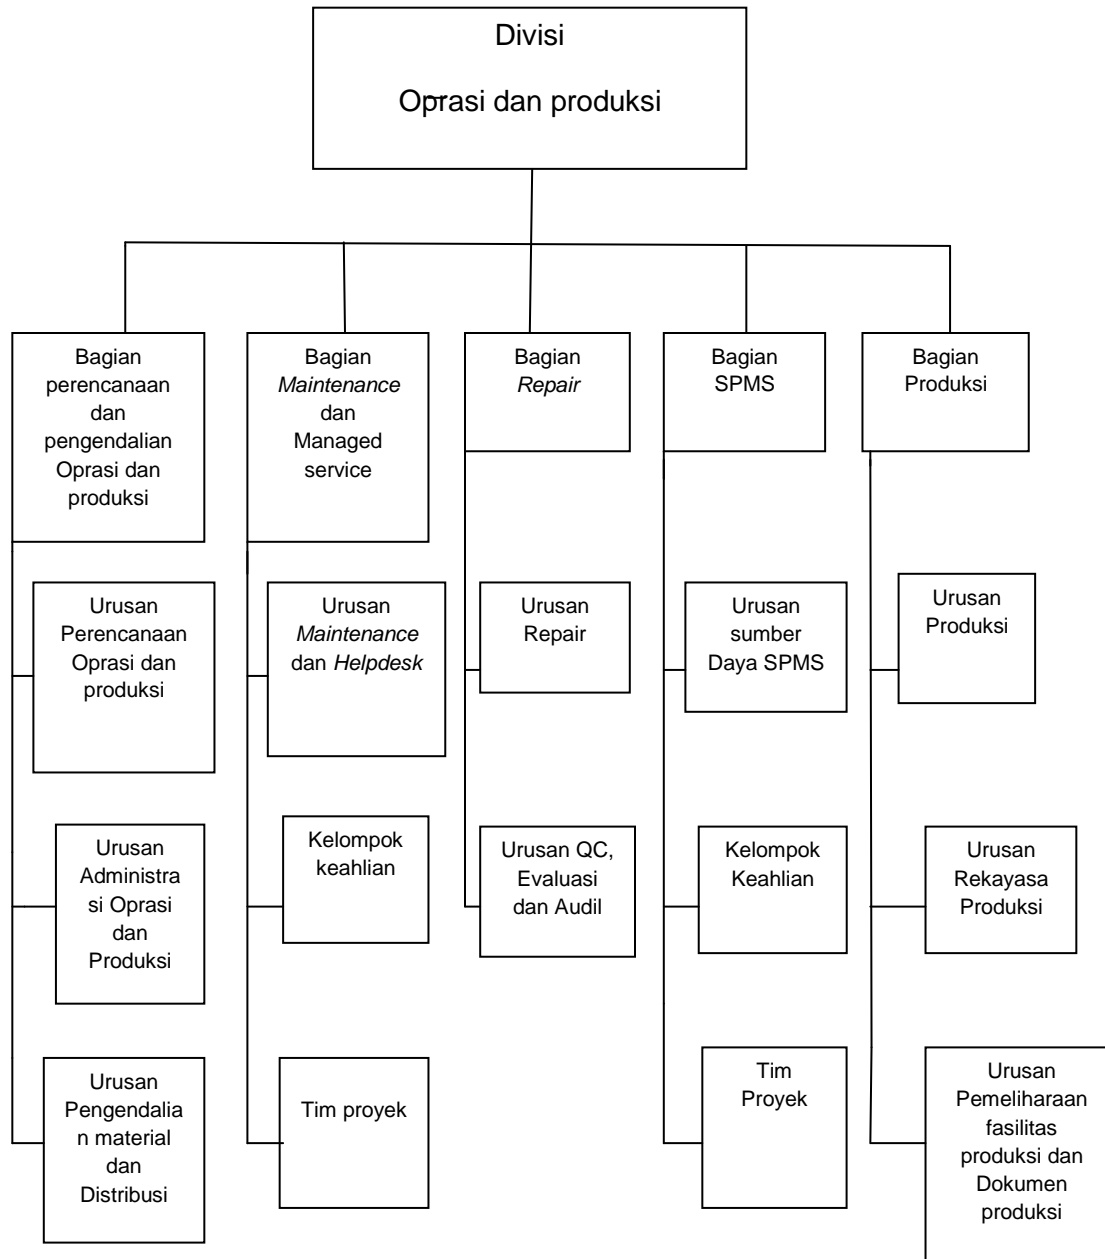 Divisi
Oprasi dan produksi
Bagian
perencanaan
dan
pengendalian
Oprasi dan
produksi
Bagian
Maintenance
dan
Managed
service
Bagian
Repair
Bagian
SPMS
Bagian
Produksi
Urusan
Perencanaan
Oprasi dan
produksi
Urusan
Maintenance
dan Helpdesk
Urusan
Repair
Urusan
sumber
Daya SPMS
Urusan
Produksi
Urusan
Administra
si Oprasi
dan
Produksi
Kelompok
keahlian
Urusan QC,
Evaluasi
dan Audil
Kelompok
Keahlian
Urusan
Rekayasa
Produksi
Urusan
Pengendalia
n material
dan
Distribusi
Tim proyek
Tim
Proyek
Urusan
Pemeliharaan
fasilitas
produksi dan
Dokumen
produksi